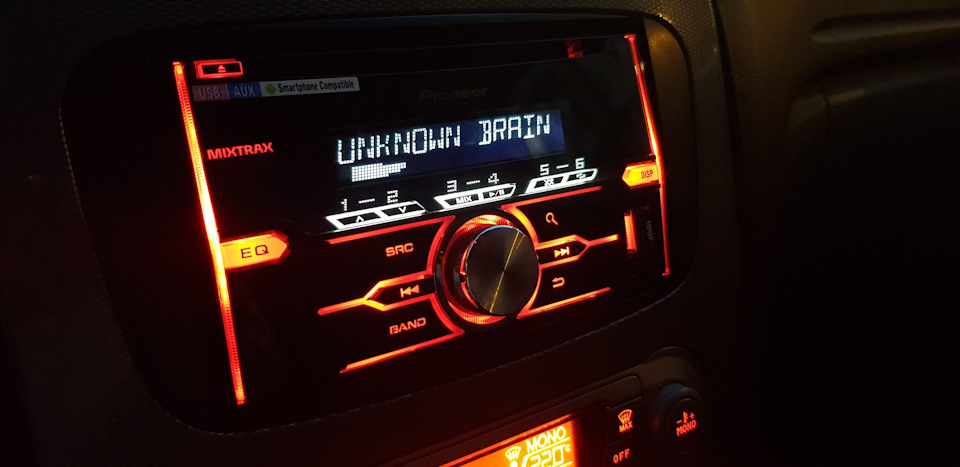 USB AUX Smartphone Compatible
Pioneer
MIXTRAX
UNKNOWN BRAIN
1 — 2
3 — 4
5 — 6
MIX
DISP
EQ
SRC
BAND
MONO
MAX
OFF
MONO